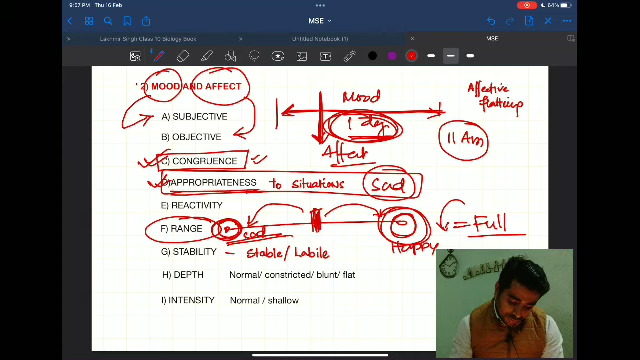 9:57 PM Thu 16 Feb
64%
MSE
Lakhmir Singh Class 10 Biology Book
Untitled Notebook (1)
MSE
2) MOOD AND AFFECT
Mood
Affective
flattening
A) SUBJECTIVE
1 day
11 Am
B) OBJECTIVE
Affect
C) CONGRUENCE
D) APPROPRIATENESS to situations sad
E) REACTIVITY
F) RANGE
sad
Happy
= Full
G) STABILITY - Stable/Labile
H) DEPTH Normal/ constricted/ blunt/ flat
I) INTENSITY Normal / shallow